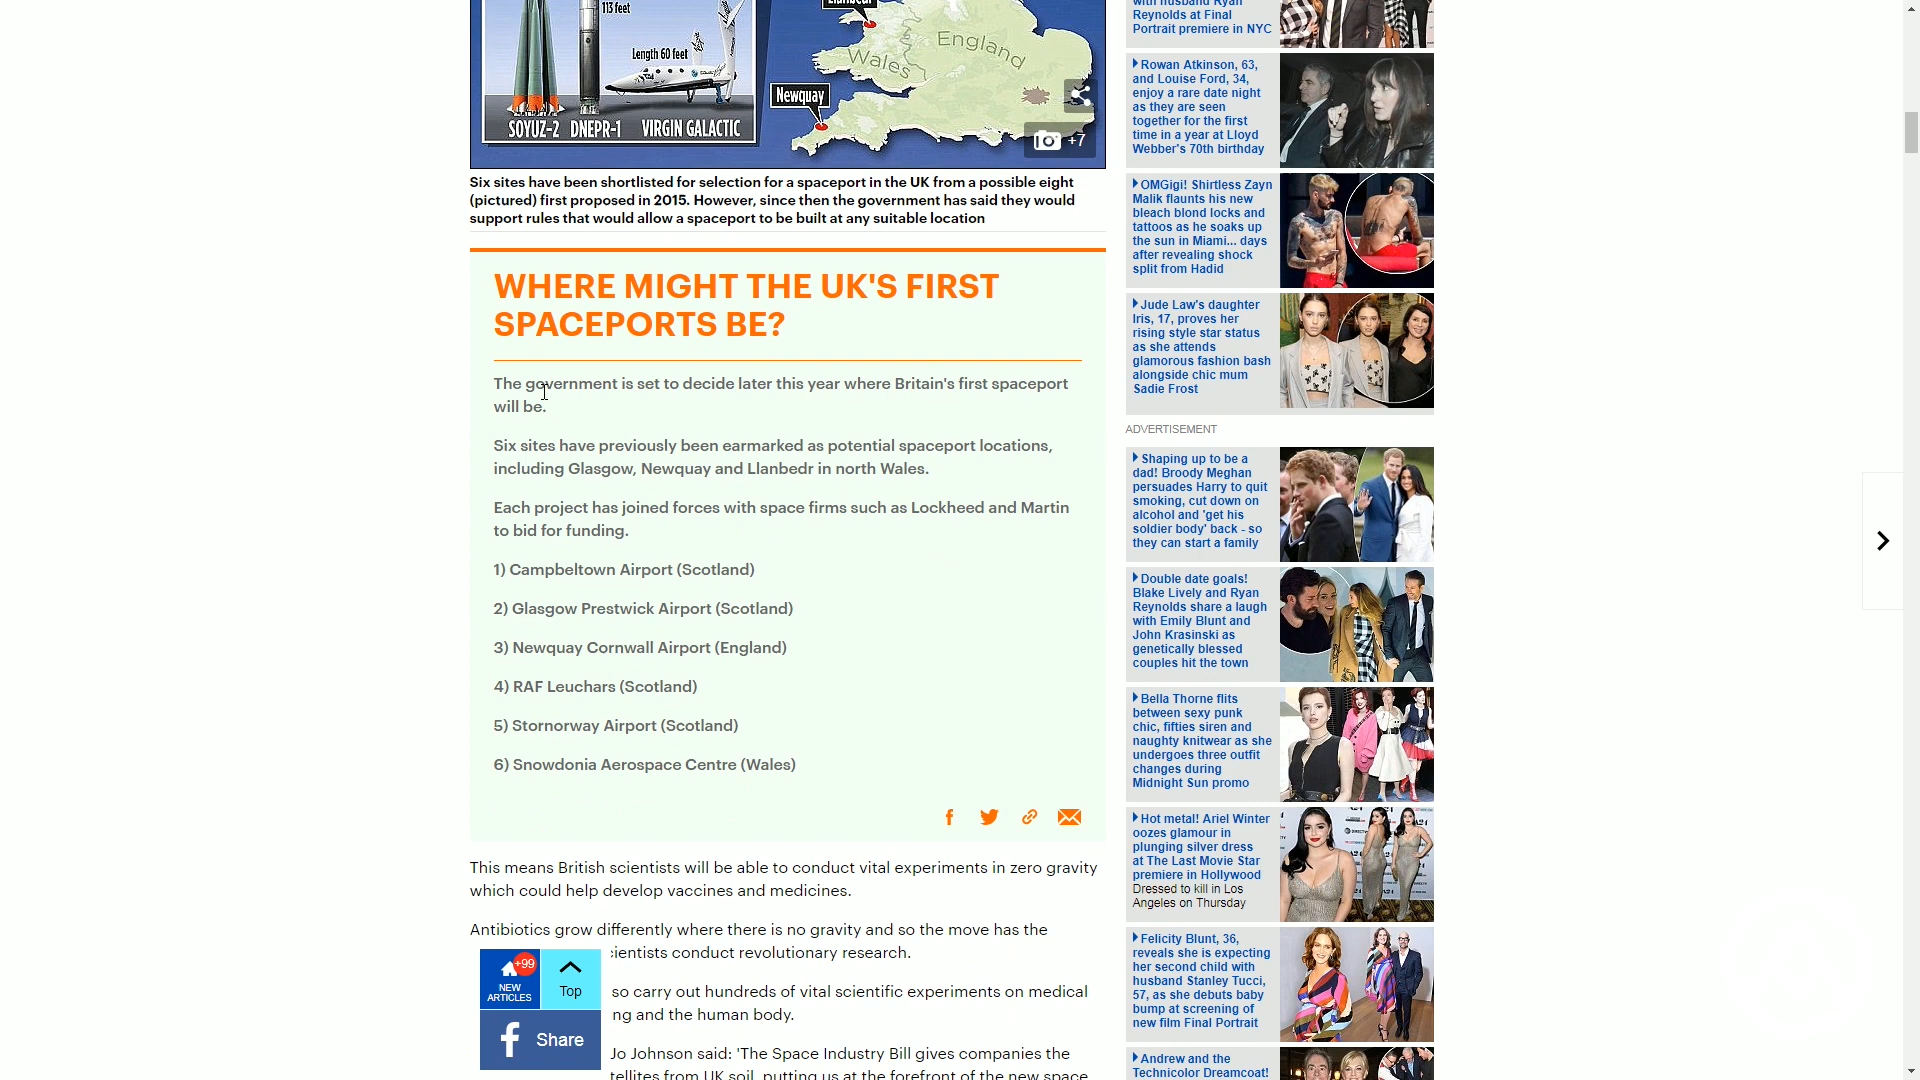 113 feet
Length 60 feet
SOYUZ-2 DNEPR-1 VIRGIN GALACTIC
England
Wales
Newquay
+7
Six sites have been shortlisted for selection for a spaceport in the UK from a possible eight
(pictured) first proposed in 2015. However, since then the government has said they would
support rules that would allow a spaceport to be built at any suitable location
WHERE MIGHT THE UK'S FIRST
SPACEPORTS BE?
The government is set to decide later this year where Britain's first spaceport
will be.
Six sites have previously been earmarked as potential spaceport locations,
including Glasgow, Newquay and Llanbedr in north Wales.
Each project has joined forces with space firms such as Lockheed and Martin
to bid for funding.
1) Campbeltown Airport (Scotland)
2) Glasgow Prestwick Airport (Scotland)
3) Newquay Cornwall Airport (England)
4) RAF Leuchars (Scotland)
5) Stornorway Airport (Scotland)
6) Snowdonia Aerospace Centre (Wales)
This means British scientists will be able to conduct vital experiments in zero gravity
which could help develop vaccines and medicines.
Antibiotics grow differently where there is no gravity and so the move has the
ientists conduct revolutionary research.
so carry out hundreds of vital scientific experiments on medical
ng and the human body.
Jo Johnson said: 'The Space Industry Bill gives companies the
tellites from UK soil, putting us at the forefront of the new space
+99
NEW
ARTICLES
Top
Share
with husband Ryan
Reynolds at Final
Portrait premiere in NYC
Rowan Atkinson, 63,
and Louise Ford, 34,
enjoy a rare date night
as they are seen
together for the first
time in a year at Lloyd
Webber's 70th birthday
OMGigi! Shirtless Zayn
Malik flaunts his new
bleach blond locks and
tattoos as he soaks up
the sun in Miami... days
after revealing shock
split from Hadid
Jude Law's daughter
Iris, 17, proves her
rising style star status
as she attends
glamorous fashion bash
alongside chic mum
Sadie Frost
ADVERTISEMENT
Shaping up to be a
dad! Broody Meghan
persuades Harry to quit
smoking, cut down on
alcohol and 'get his
soldier body' back - so
they can start a family
Double date goals!
Blake Lively and Ryan
Reynolds share a laugh
with Emily Blunt and
John Krasinski as
genetically blessed
couples hit the town
Bella Thorne flits
between sexy punk
chic, fifties siren and
naughty knitwear as she
undergoes three outfit
changes during
Midnight Sun promo
Hot metal! Ariel Winter
oozes glamour in
plunging silver dress
at The Last Movie Star
premiere in Hollywood
Dressed to kill in Los
Angeles on Thursday
Felicity Blunt, 36,
reveals she is expecting
her second child with
husband Stanley Tucci,
57, as she debuts baby
bump at screening of
new film Final Portrait
Andrew and the
Technicolor Dreamcoat!